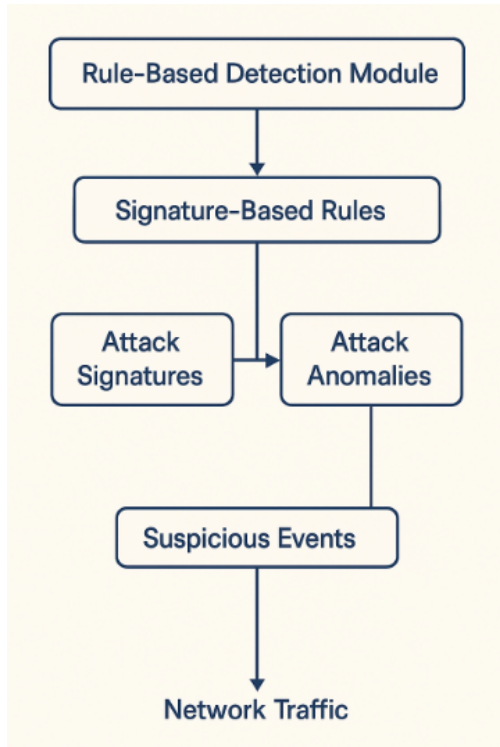 Rule-Based Detection Module
Signature-Based Rules
Attack
Signatures
Attack
Anomalies
Suspicious Events
Network Traffic